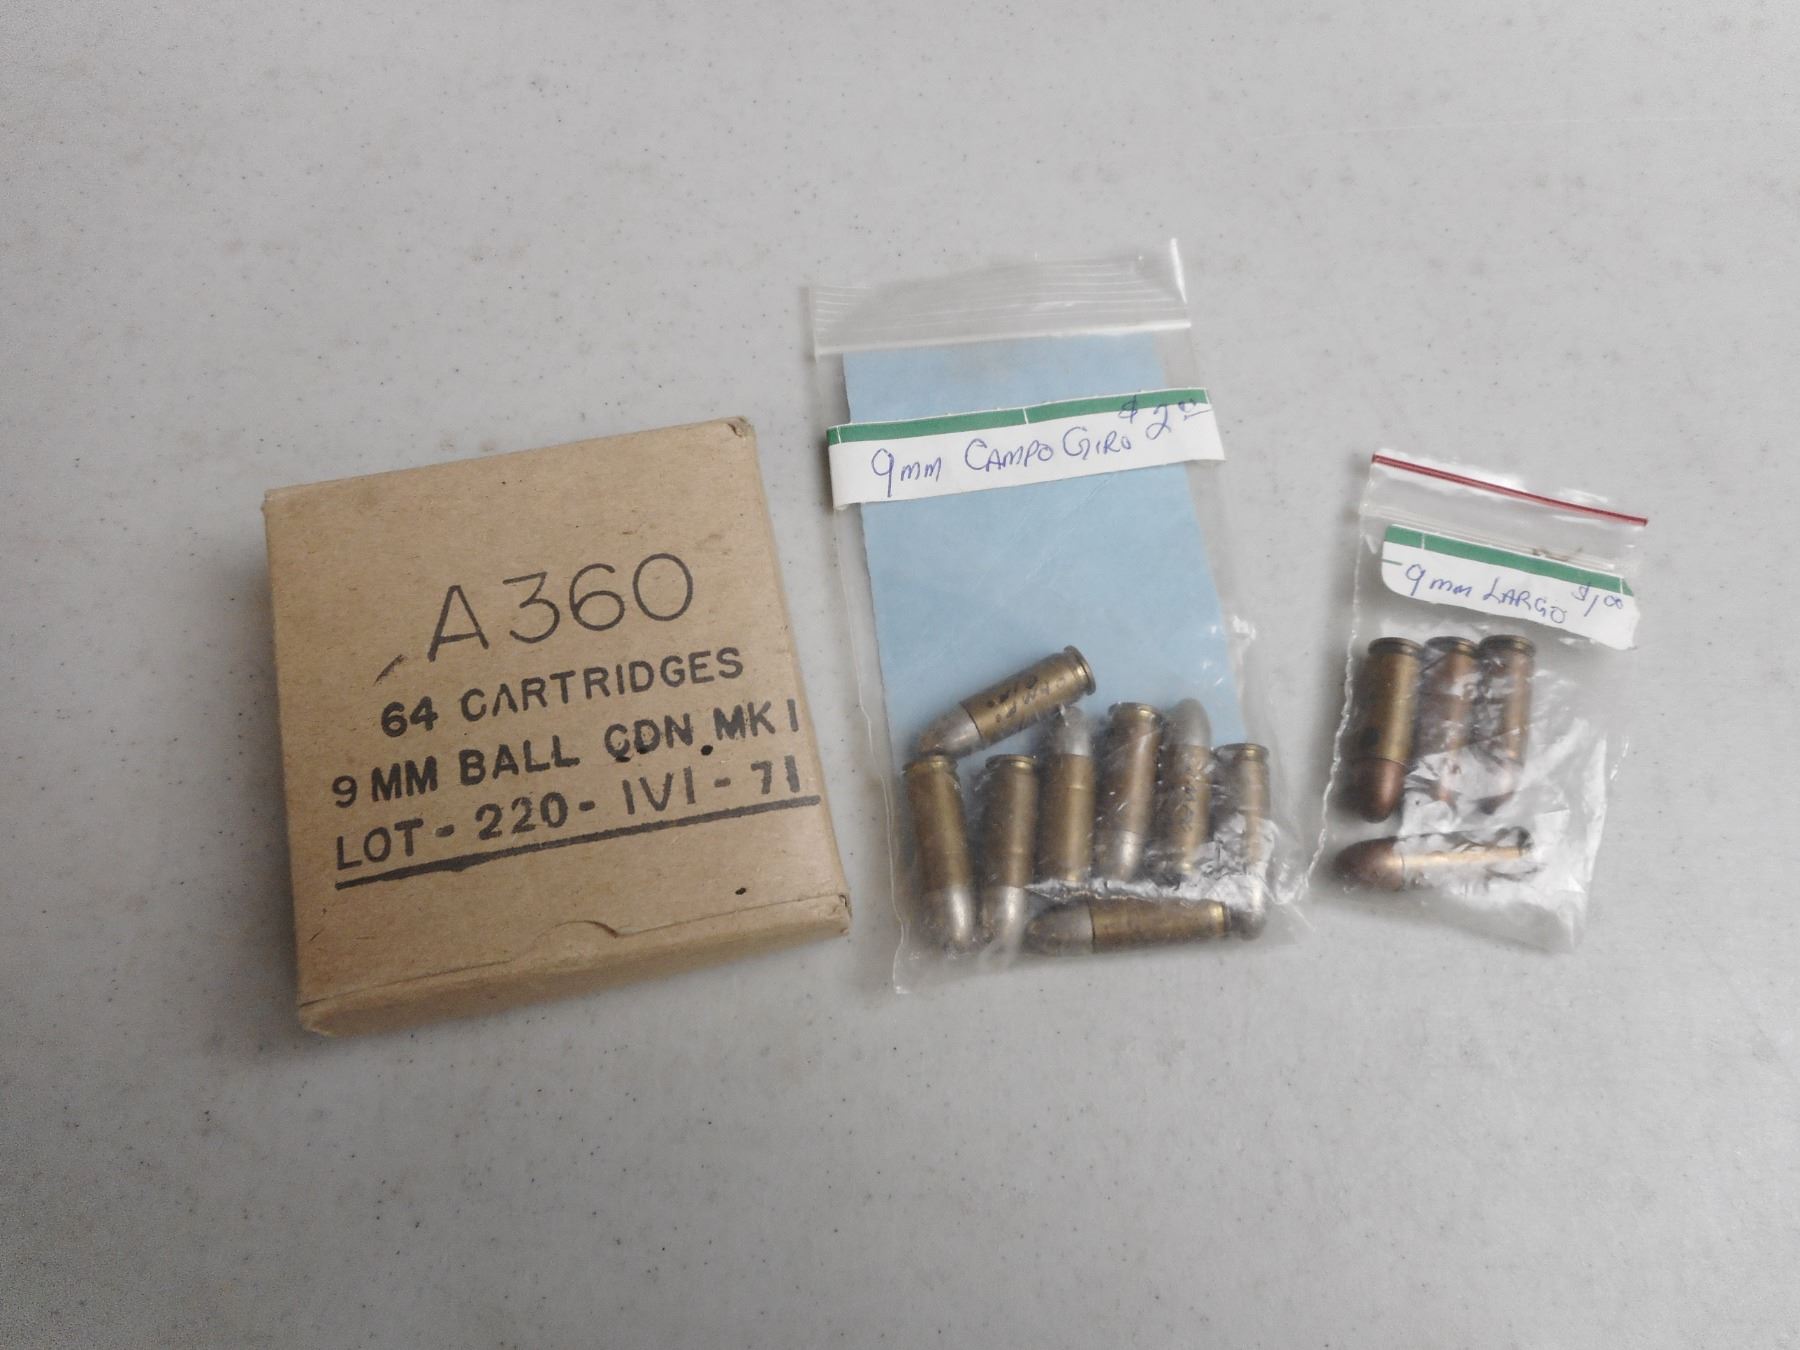 A360
64 CARTRIDGES
9 MM BALL CDN MK I
LOT - 220 - IVI - 71
9mm CAMPO GIRO $2.00
9mm LARGO $1.00